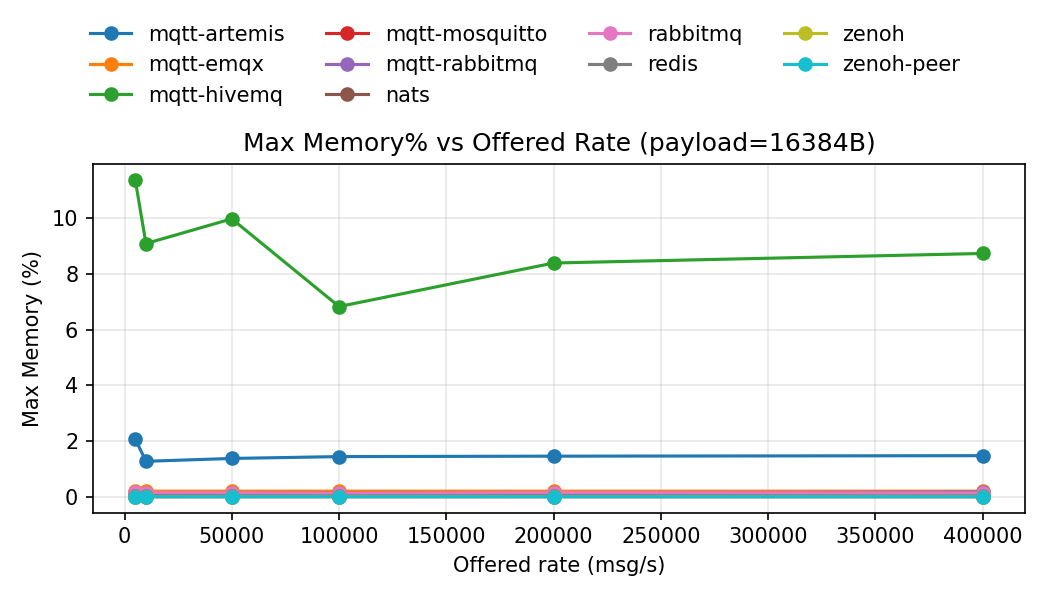 mqtt-artemis mqtt-mosquitto rabbitmq zenoh
mqtt-emqx mqtt-rabbitmq redis zenoh-peer
mqtt-hivemq nats
Max Memory% vs Offered Rate (payload=16384B)
10
8
6
4
2
0
Max Memory (%)
0 50000 100000 150000 200000 250000 300000 350000 400000
Offered rate (msg/s)